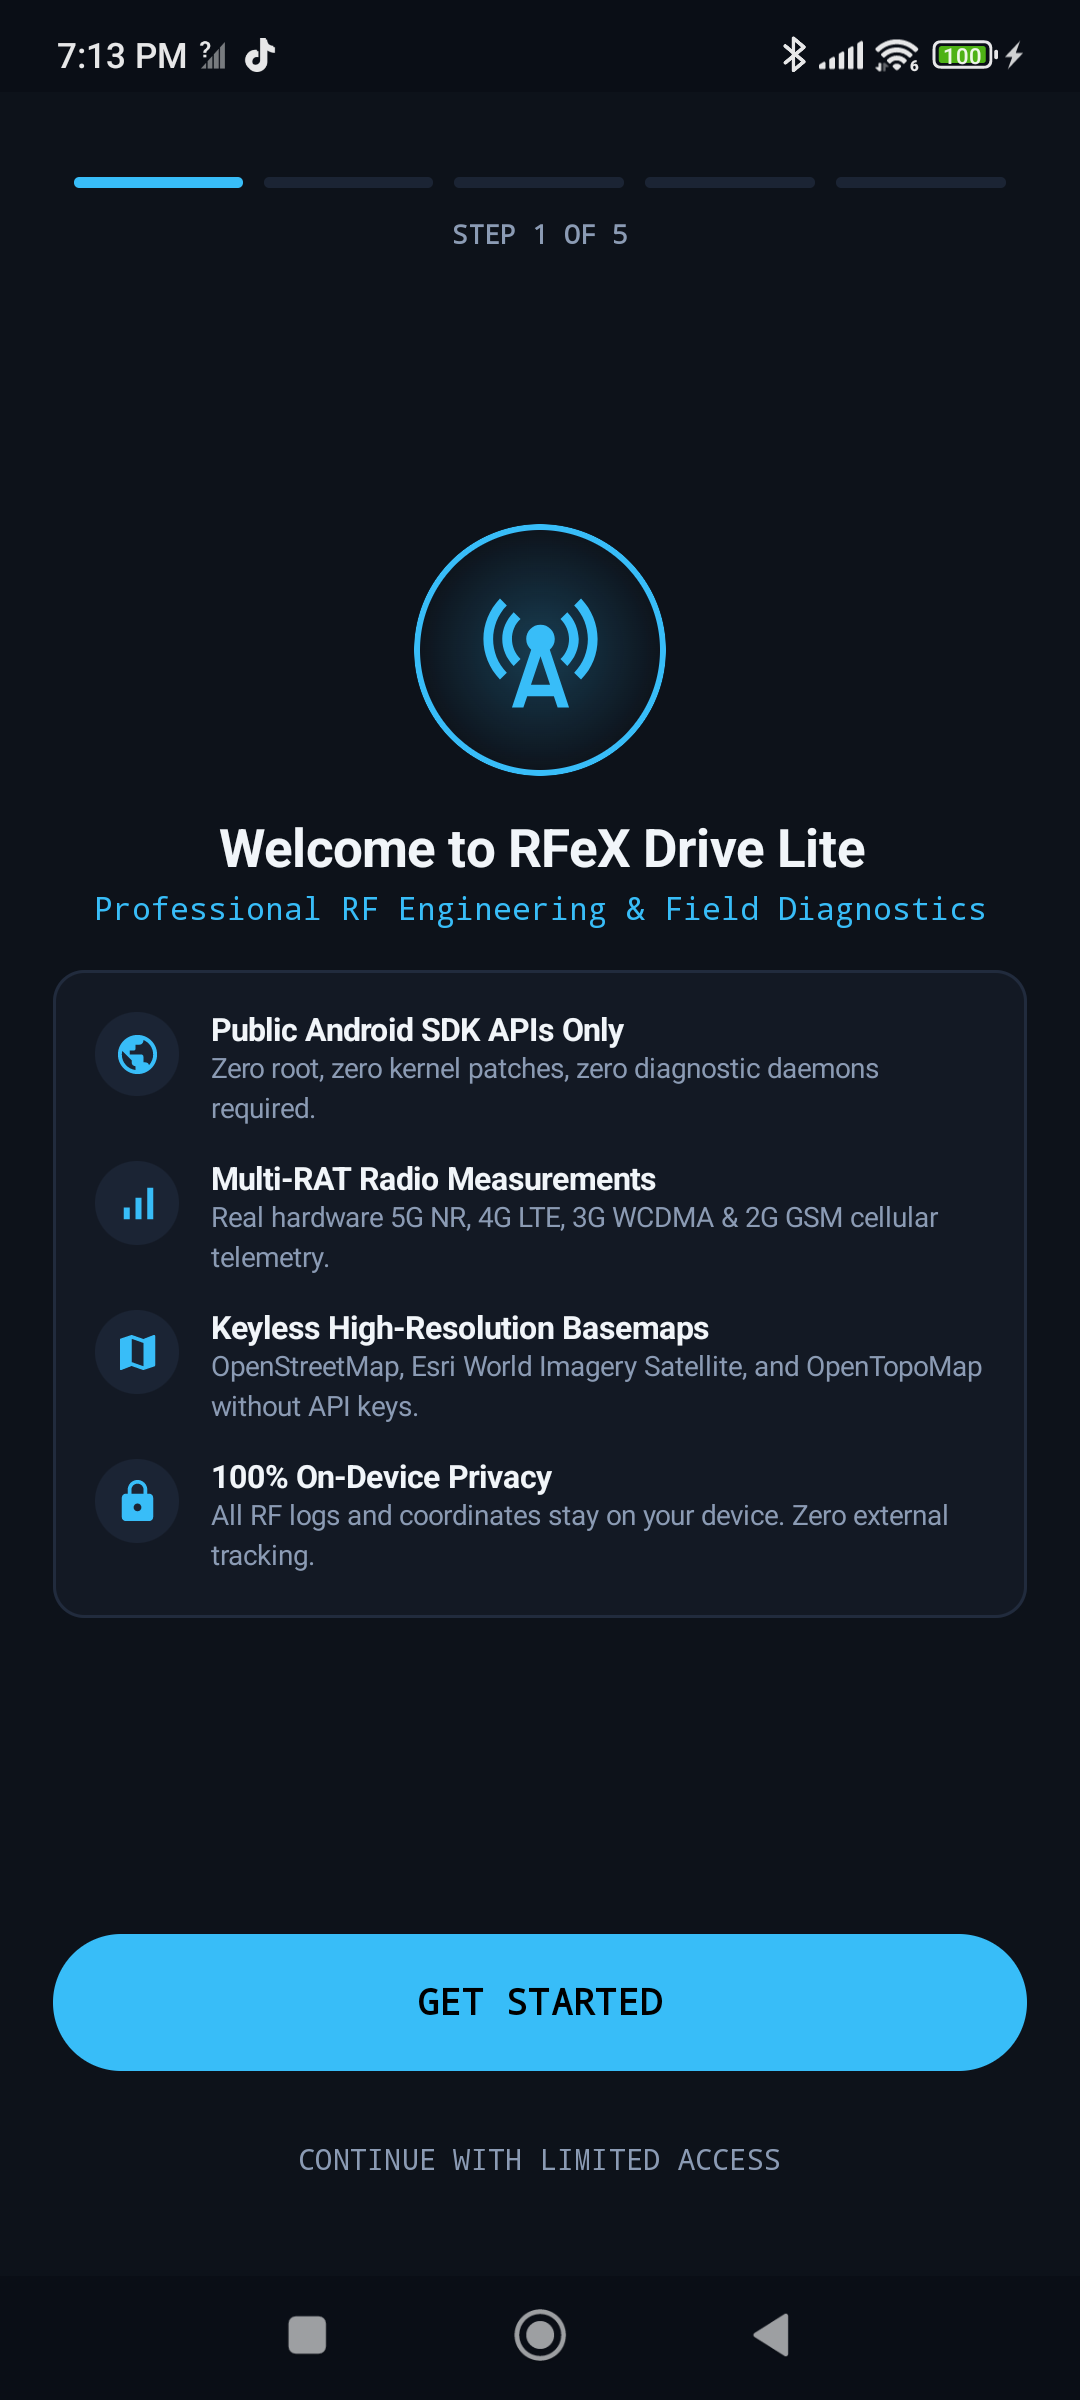 7:13 PM
100
STEP 1 OF 5
Welcome to RFeX Drive Lite
Professional RF Engineering & Field Diagnostics
Public Android SDK APIs Only
Zero root, zero kernel patches, zero diagnostic daemons
required.
Multi-RAT Radio Measurements
Real hardware 5G NR, 4G LTE, 3G WCDMA & 2G GSM cellular
telemetry.
Keyless High-Resolution Basemaps
OpenStreetMap, Esri World Imagery Satellite, and OpenTopoMap
without API keys.
100% On-Device Privacy
All RF logs and coordinates stay on your device. Zero external
tracking.
GET STARTED
CONTINUE WITH LIMITED ACCESS